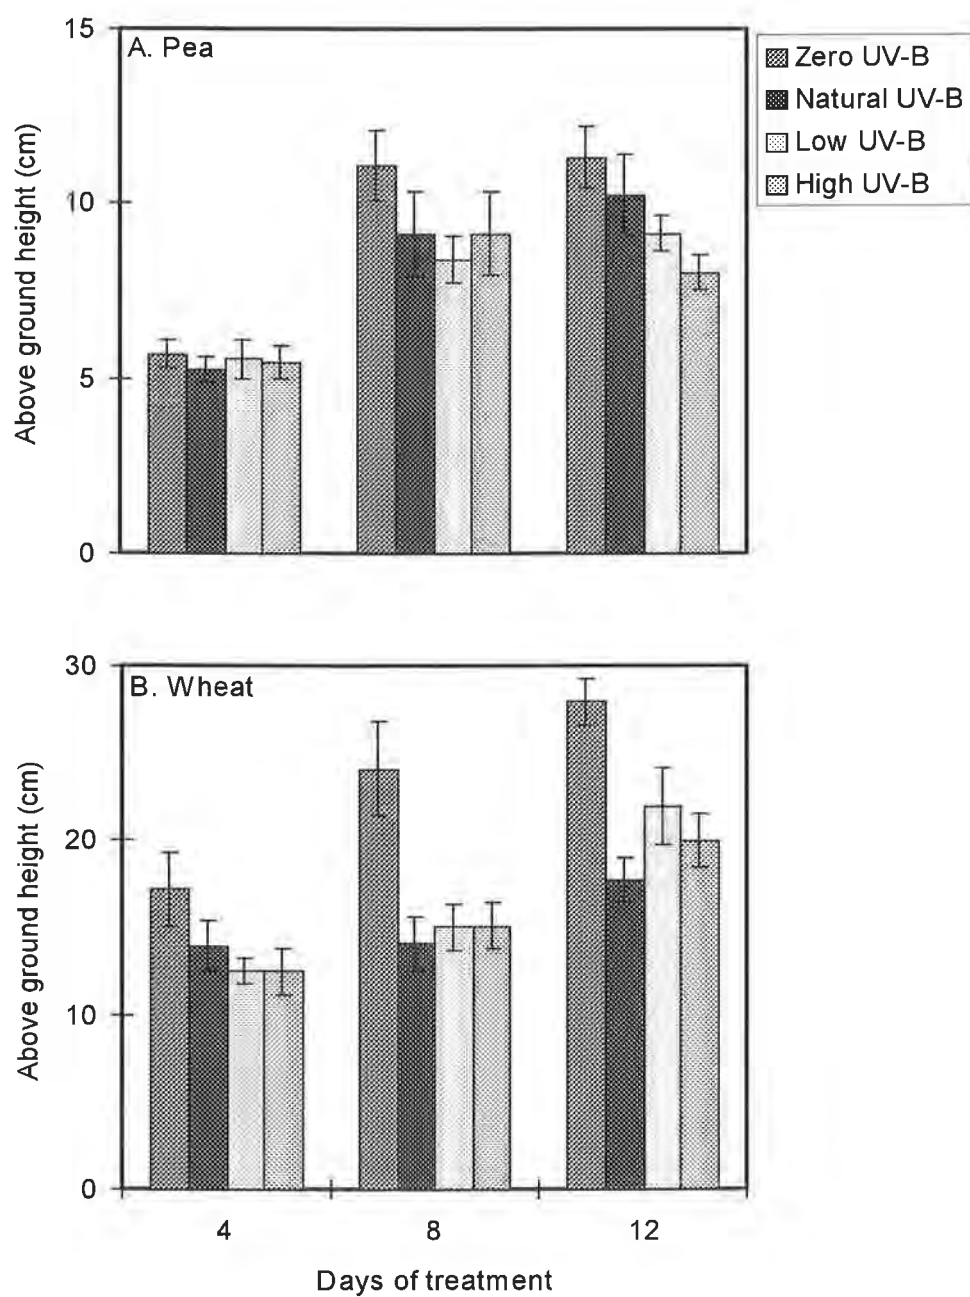 15
A. Pea
Zero UV-B
Natural UV-B
Low UV-B
High UV-B
10
5
0
Above ground height (cm)
30
B. Wheat
20
10
0
Above ground height (cm)
4 8 12
Days of treatment